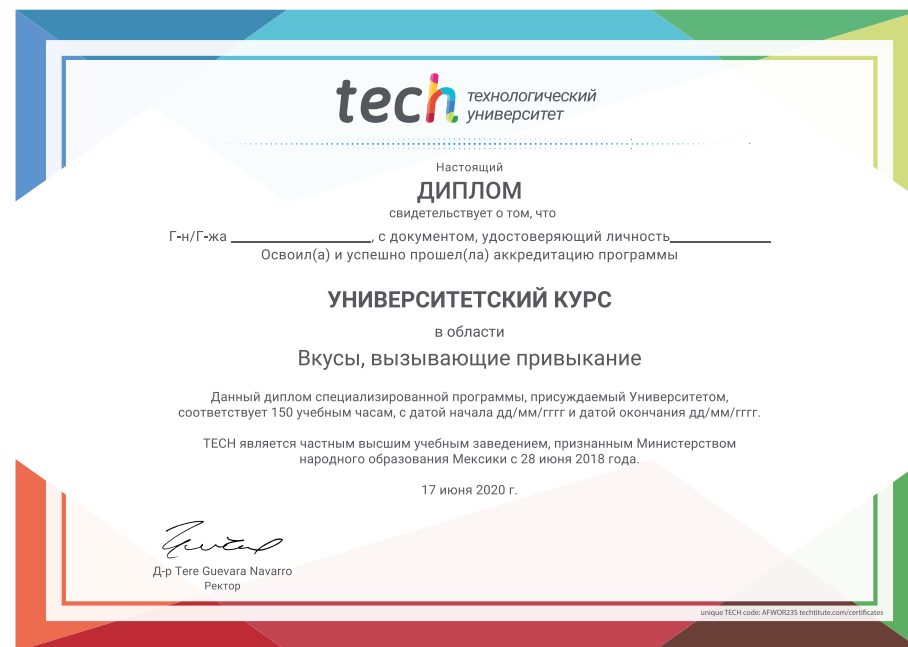 tech технологический
университет
Настоящий
ДИПЛОМ
свидетельствует о том, что
Г-н/Г-жа ____________________, с документом, удостоверяющий личность______________
Освоил(а) и успешно прошел(ла) аккредитацию программы
УНИВЕРСИТЕТСКИЙ КУРС
в области
Вкусы, вызывающие привыкание
Данный диплом специализированной программы, присуждаемый Университетом,
соответствует 150 учебным часам, с датой начала дд/мм/гггг и датой окончания дд/мм/гггг.
TECH является частным высшим учебным заведением, признанным Министерством
народного образования Мексики с 28 июня 2018 года.
17 июня 2020 г.
Д-р Tere Guevara Navarro
Ректор
unique TECH code: AFWOR23S techtitute.com/certificates